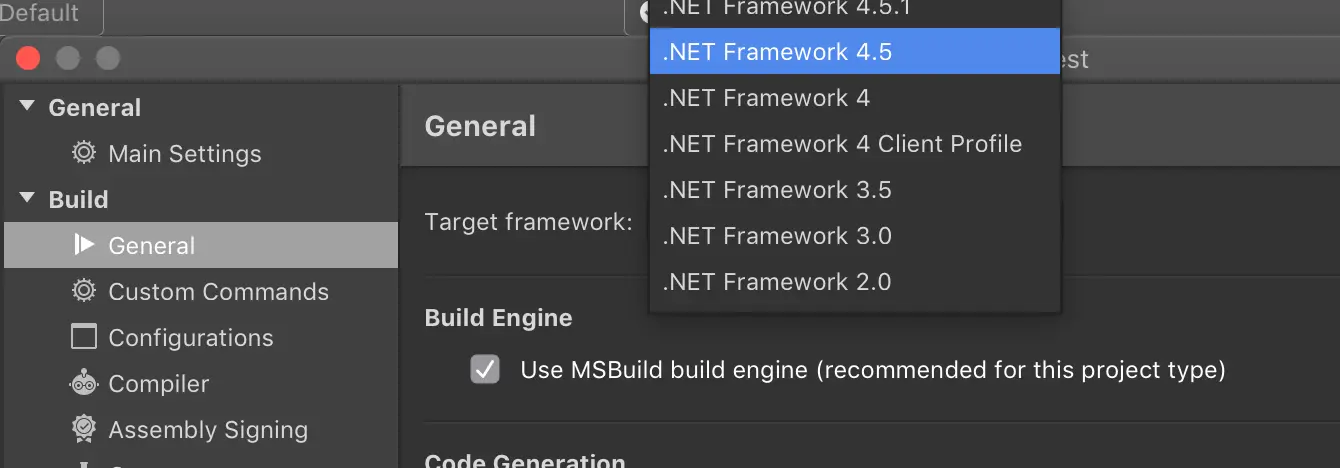 Default
.NET Framework 4.5.1
.NET Framework 4.5
est
.NET Framework 4
.NET Framework 4 Client Profile
.NET Framework 3.5
.NET Framework 3.0
.NET Framework 2.0
General
Main Settings
Build
General
Custom Commands
Configurations
Compiler
Assembly Signing
General
Target framework:
Build Engine
Use MSBuild build engine (recommended for this project type)
Code Generation